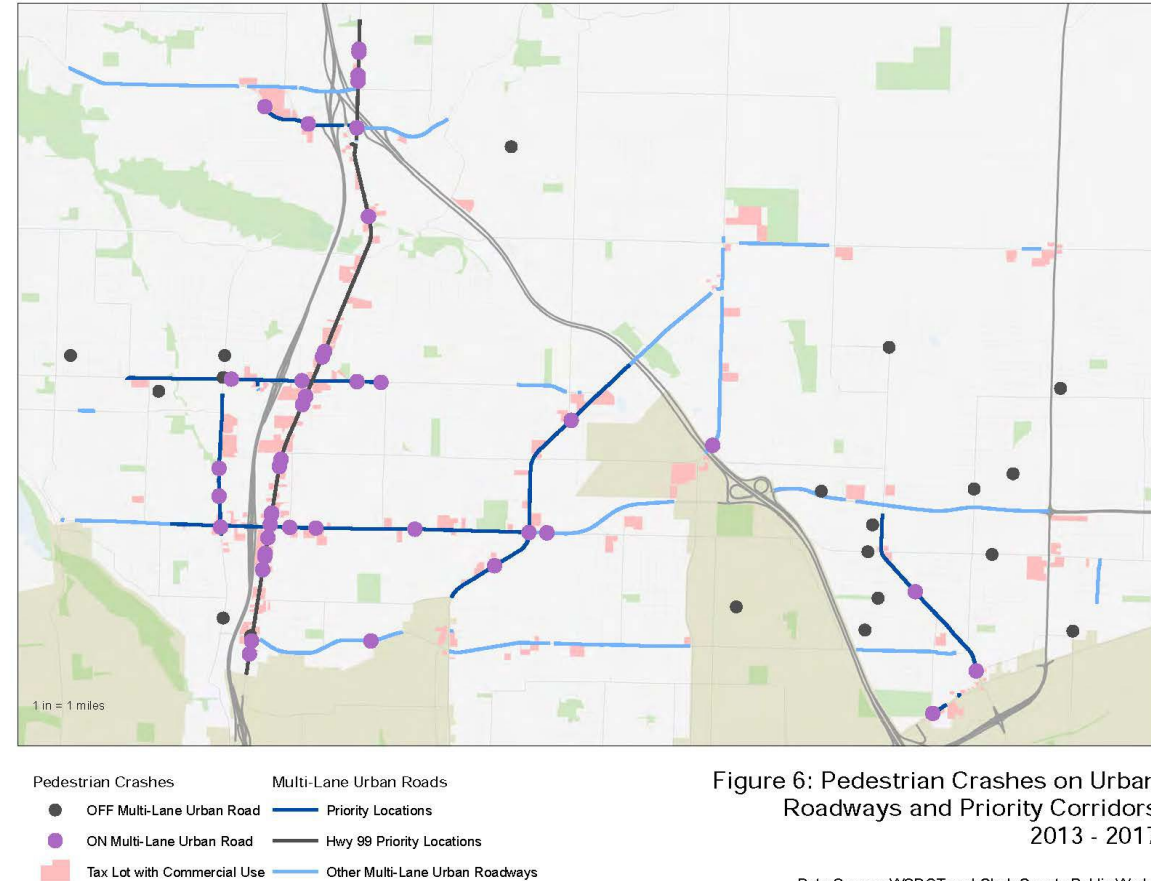 1 in = 1 miles
Pedestrian Crashes
OFF Multi-Lane Urban Road
ON Multi-Lane Urban Road
Tax Lot with Commercial Use
Multi-Lane Urban Roads
Priority Locations
Hwy 99 Priority Locations
Other Multi-Lane Urban Roadways
Figure 6: Pedestrian Crashes on Urban
Roadways and Priority Corridors
2013 - 2017